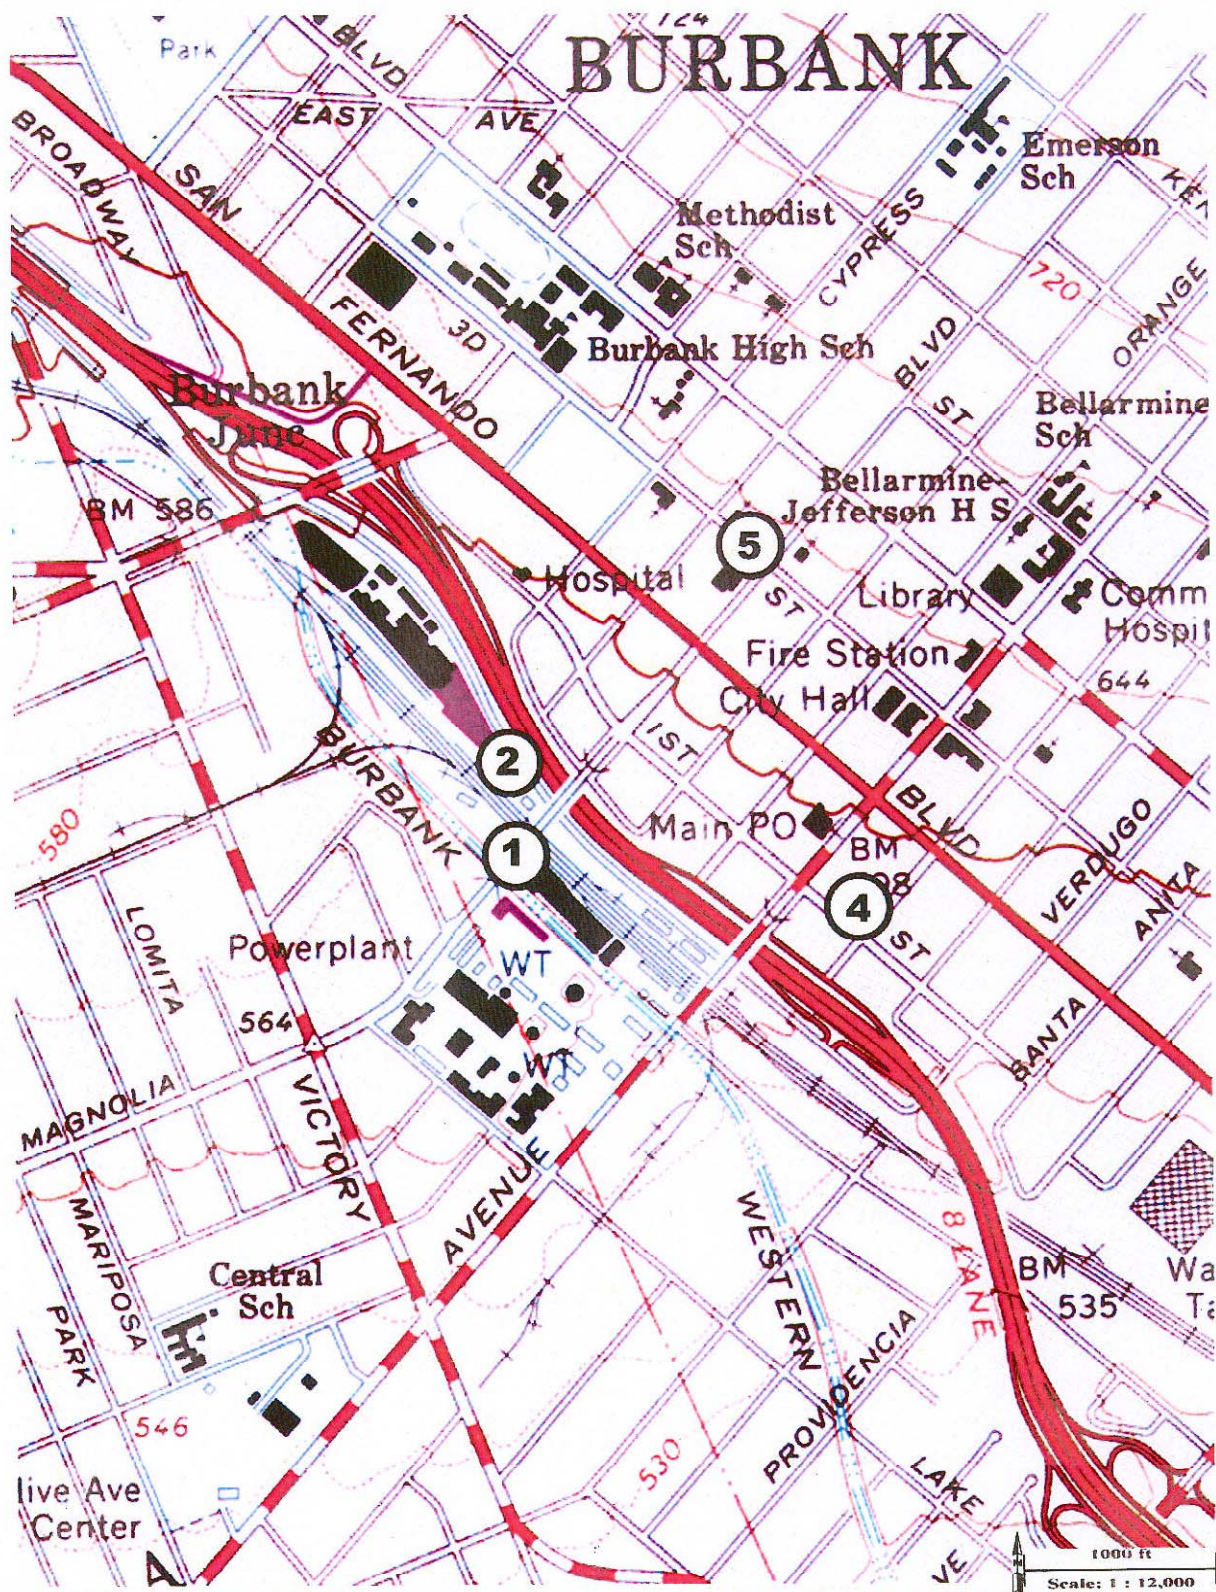 724
BURBANK
Park
BLVD
EAST AVE
BROADWAY
SAN
Emerson
Sch
Methodist
Sch
CYPRESS
720
ORANGE
FERNANDO
3D
Burbank High Sch
BLVD
ST
Burbank
Junc
Bellarmine
Sch
BM 586
Bellarmine-
Jefferson H S
5
Hospital
ST
Library
Comm
Hospit
Fire Station
City Hall
644
1ST
BURBANK
2
580
Main PO
BLVD
BM
VERDUGO
1
4
ST
ANITA
LOMITA
Powerplant
WT
564
SANTA
WT
MAGNOLIA
VICTORY
AVENUE
MARIPOSA
WESTERN
8 LANE
Central
Sch
BM
535
Wa
Ta
PARK
PROVIDENCIA
546
530
LAKE
live Ave
Center
A
VE
1000 ft
Scale: 1 : 12,000